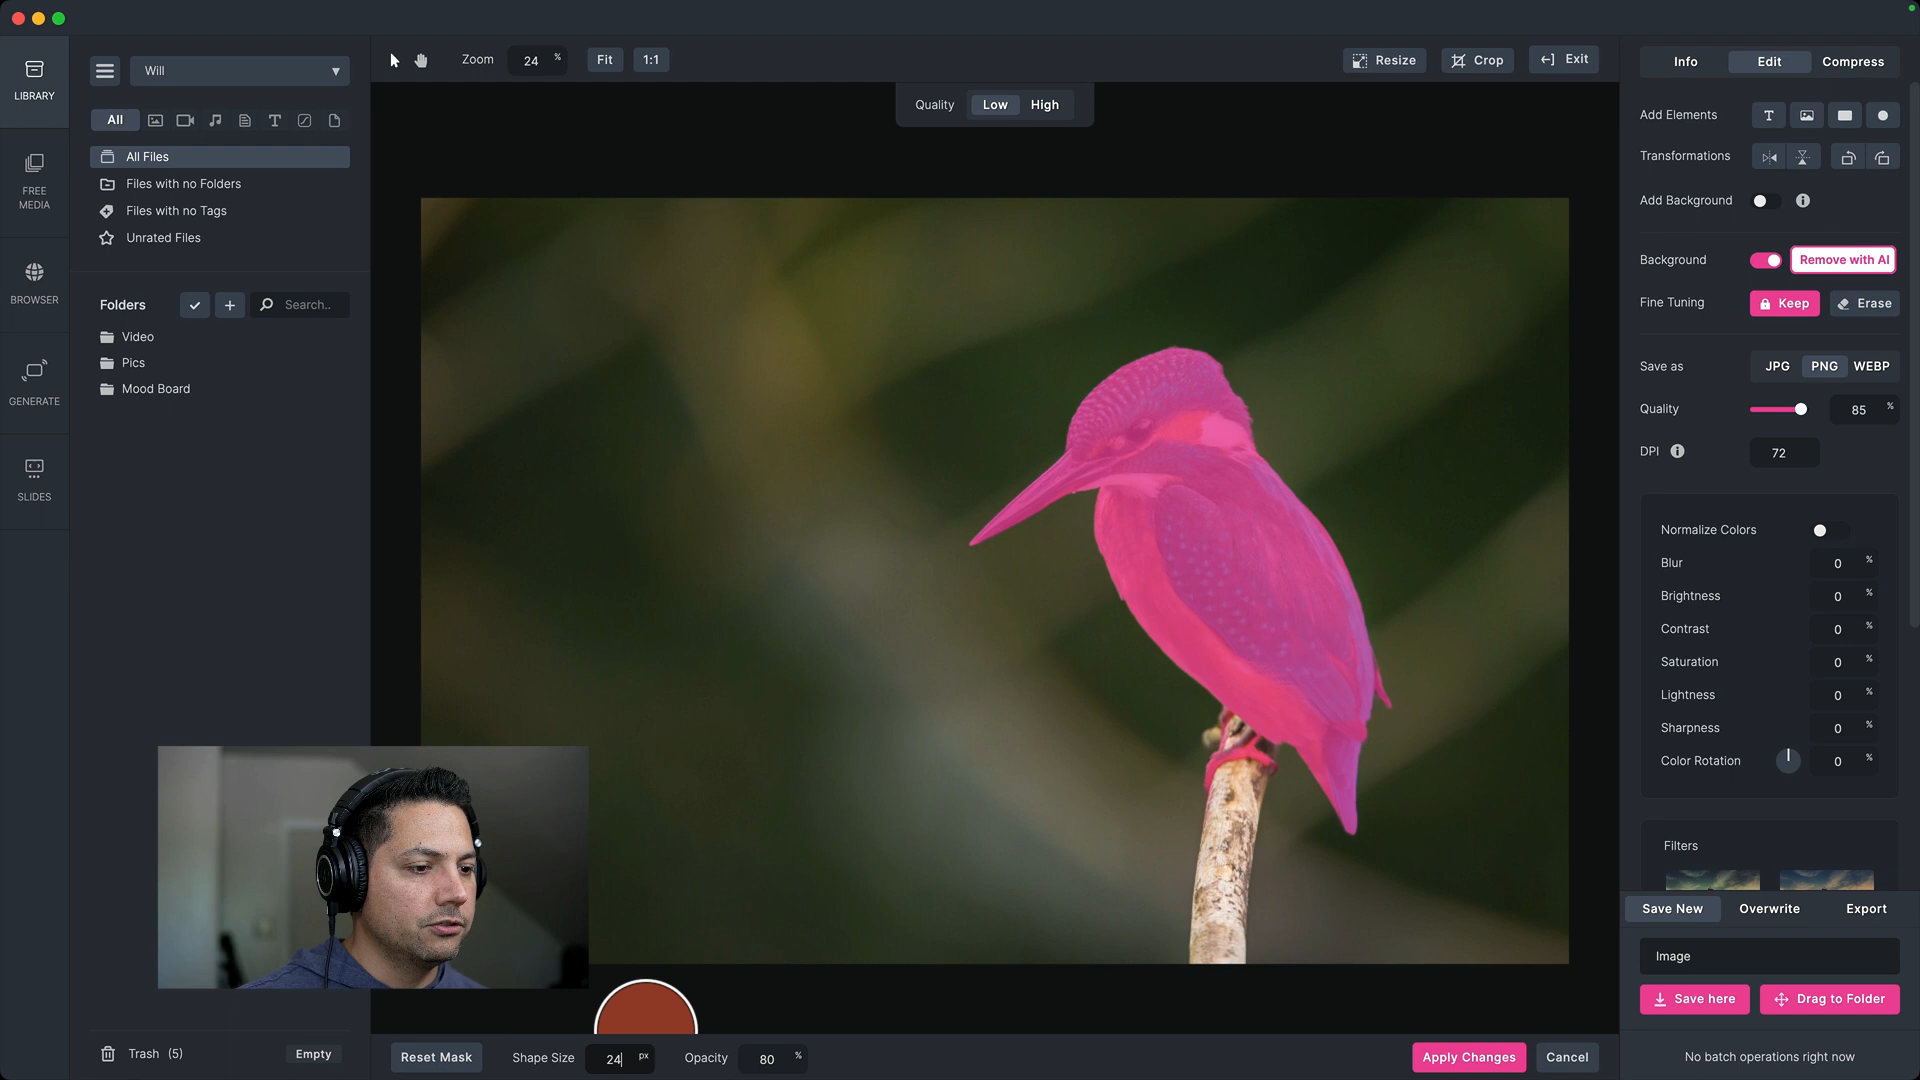 LIBRARY
FREE
MEDIA
BROWSER
GENERATE
SLIDES
Will
All
All Files
Files with no Folders
Files with no Tags
Unrated Files
Folders
Search..
Video
Pics
Mood Board
Trash (5)
Empty
Zoom 24 % Fit 1:1
Resize Crop Exit
Quality Low High
Reset Mask Shape Size 24 px Opacity 80 %
Apply Changes Cancel
Info Edit Compress
Add Elements
Transformations
Add Background
Background Remove with AI
Fine Tuning Keep Erase
Save as JPG PNG WEBP
Quality 85 %
DPI 72
Normalize Colors
Blur 0 %
Brightness 0 %
Contrast 0 %
Saturation 0 %
Lightness 0 %
Sharpness 0 %
Color Rotation 0 %
Filters
Save New Overwrite Export
Image
Save here Drag to Folder
No batch operations right now